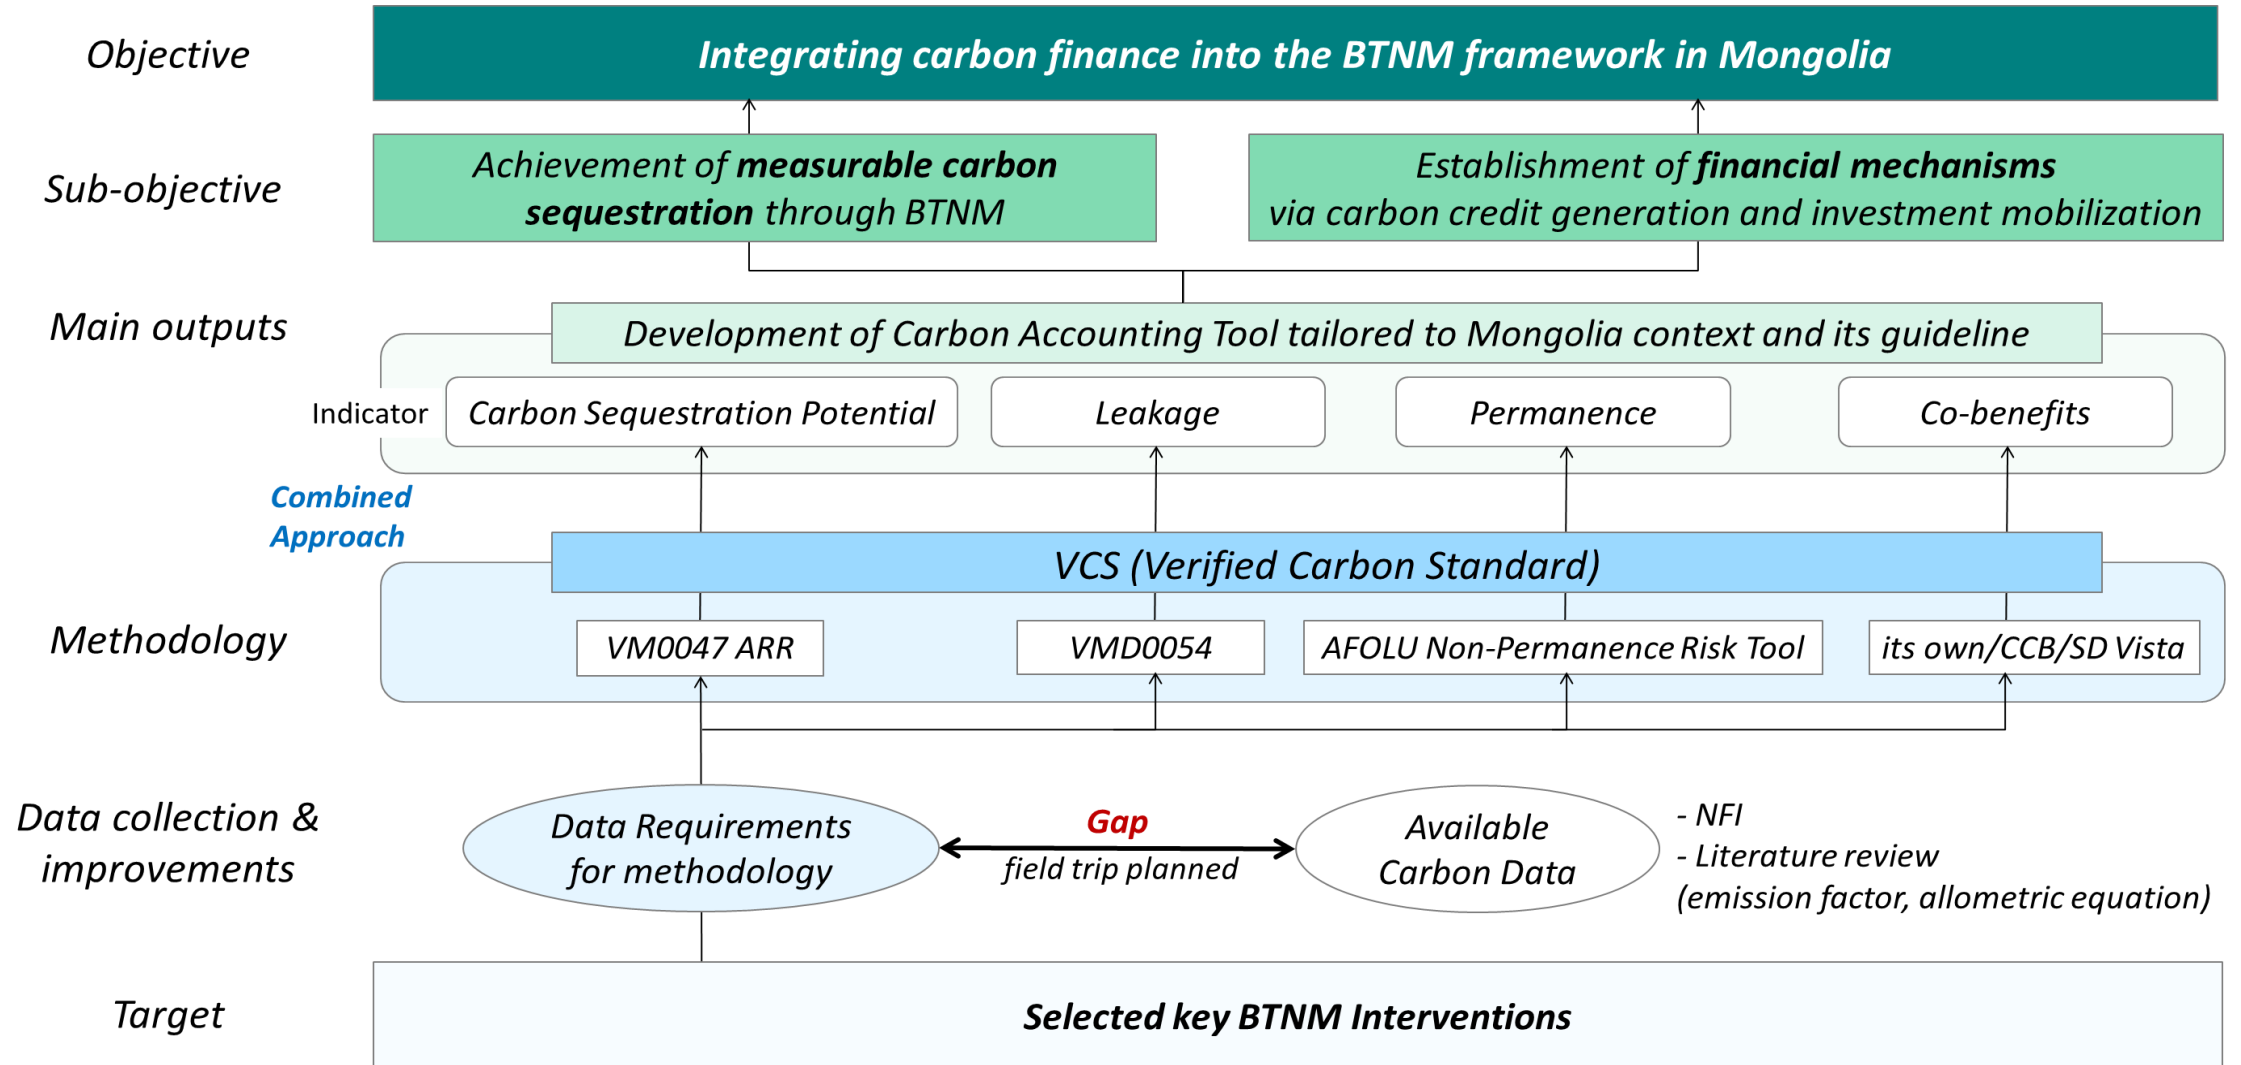 Objective
Integrating carbon finance into the BTNM framework in Mongolia
Sub-objective
Achievement of measurable carbon
sequestration through BTNM
Establishment of financial mechanisms
via carbon credit generation and investment mobilization
Main outputs
Development of Carbon Accounting Tool tailored to Mongolia context and its guideline
Indicator
Carbon Sequestration Potential
Leakage
Permanence
Co-benefits
Combined
Approach
VCS (Verified Carbon Standard)
Methodology
VM0047 ARR
VMD0054
AFOLU Non-Permanence Risk Tool
its own/CCB/SD Vista
Data collection &
improvements
Data Requirements
for methodology
Gap
field trip planned
Available
Carbon Data
- NFI
- Literature review
(emission factor, allometric equation)
Target
Selected key BTNM Interventions